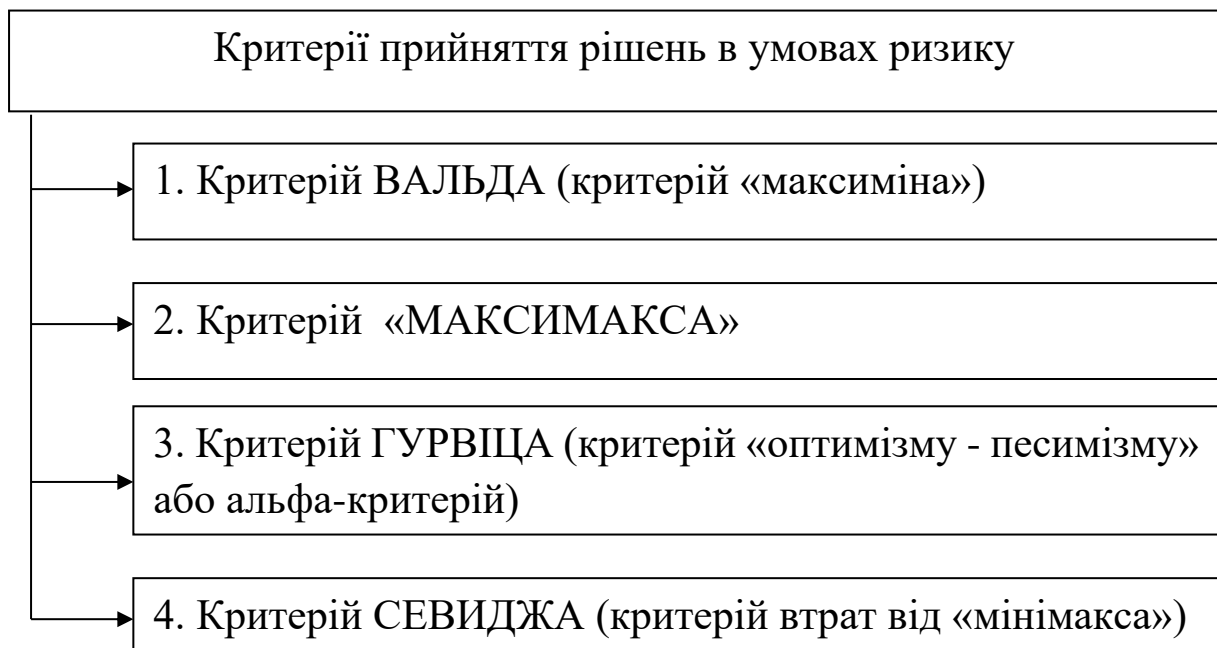 Критерії прийняття рішень в умовах ризику
1. Критерій ВАЛЬДА (критерій «максиміна»)
2. Критерій «МАКСИМАКСА»
3. Критерій ГУРВІЦА (критерій «оптимізму - песимізму»
або альфа-критерій)
4. Критерій СЕВИДЖА (критерій втрат від «мінімакса»)